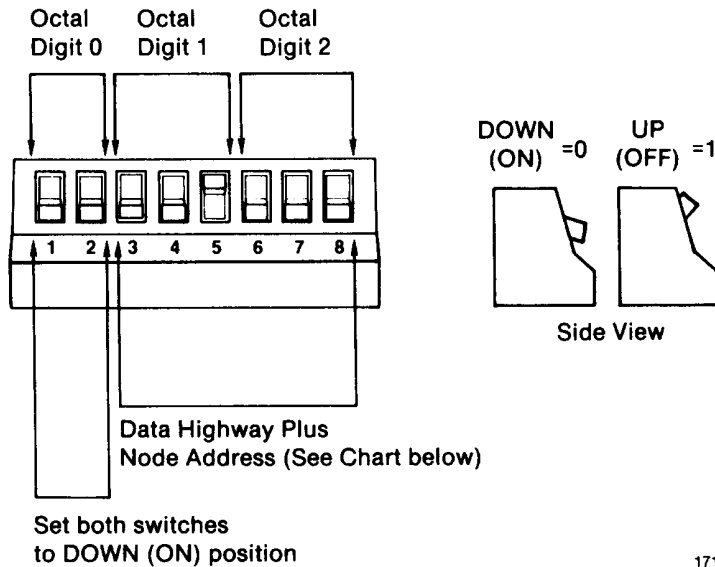 Octal
Digit 0
Octal
Digit 1
Octal
Digit 2
1 2 3 4 5 6 7 8
DOWN
(ON) =0
UP
(OFF) =1
Side View
Data Highway Plus
Node Address (See Chart below)
Set both switches
to DOWN (ON) position
171